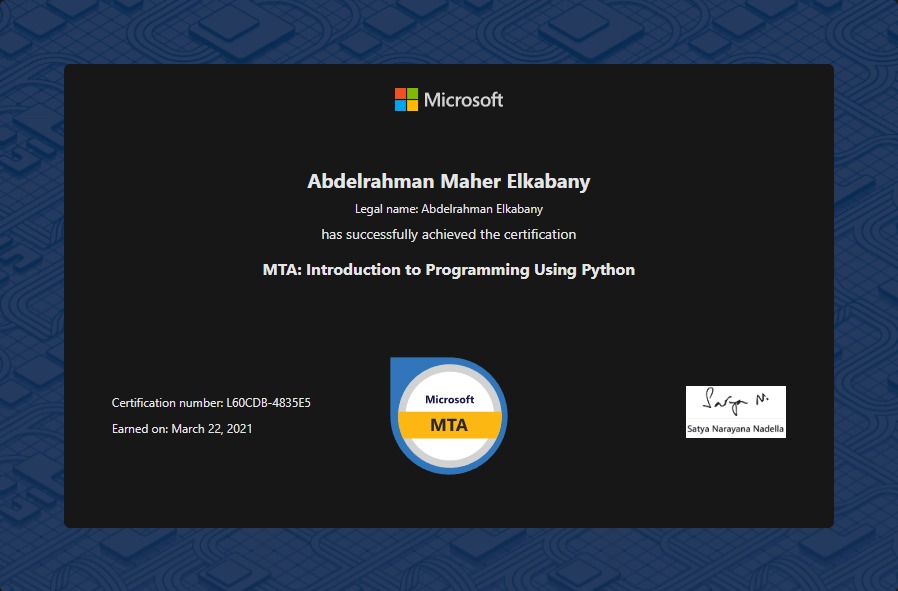 Microsoft
Abdelrahman Maher Elkabany
Legal name: Abdelrahman Elkabany
has successfully achieved the certification
MTA: Introduction to Programming Using Python
Certification number: L60CDB-4835E5
Earned on: March 22, 2021
Microsoft
MTA
Satya N.
Satya Narayana Nadella